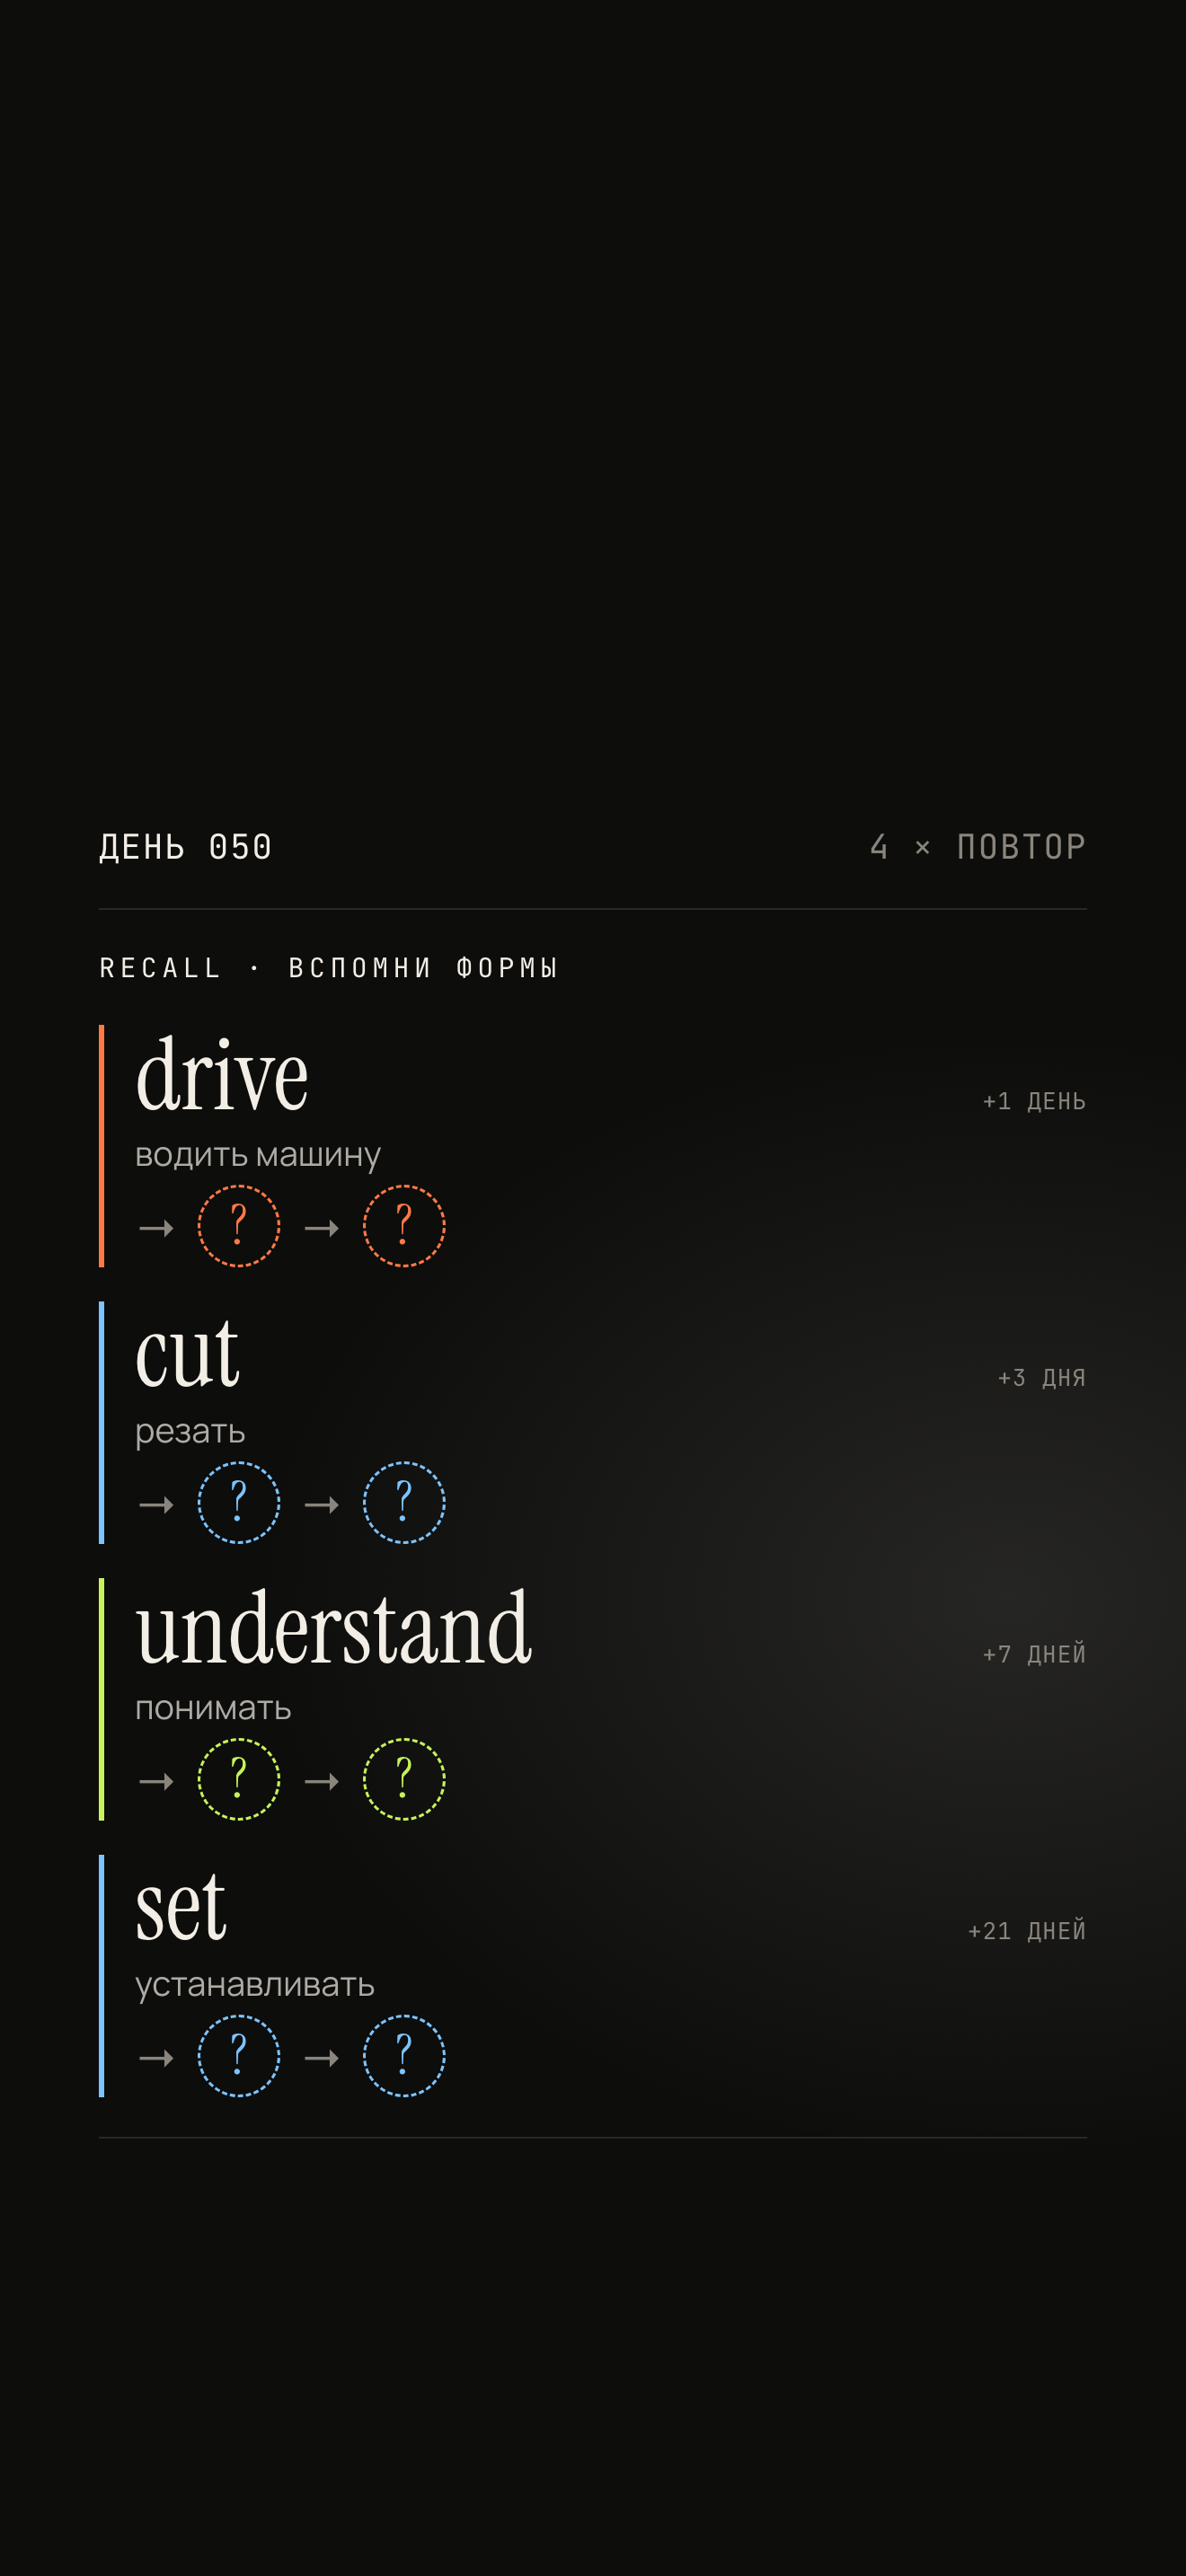 ДЕНЬ 050
4 × ПОВТОР
RECALL · ВСПОМНИ ФОРМЫ
drive
+1 ДЕНЬ
водить машину
→ ? → ?
cut
+3 ДНЯ
резать
→ ? → ?
understand
+7 ДНЕЙ
понимать
→ ? → ?
set
+21 ДНЕЙ
устанавливать
→ ? → ?